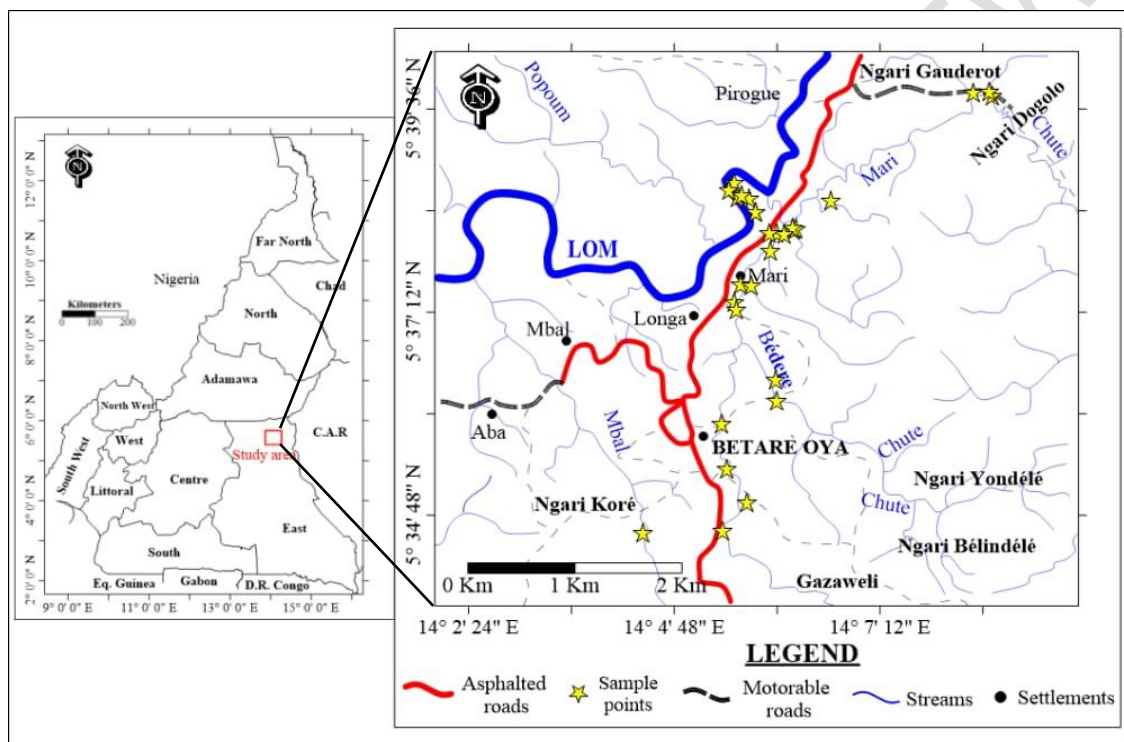 N
12° 0' 0" N
10° 0' 0" N
8° 0' 0" N
6° 0' 0" N
4° 0' 0" N
2° 0' 0" N
Far North
Nigeria
Chad
Kilometers
0 100 200
North
Adamawa
North West
West
South West
C.A.R
Study area
Littoral
Centre
East
South
Eq. Guinea
Gabon
D.R. Congo
9° 0' 0" E
11° 0' 0" E
13° 0' 0" E
15° 0' 0" E
N
5° 39' 36" N
5° 37' 12" N
5° 34' 48" N
Popoum
Pirogue
Ngari Gauderot
Ngari Dogolo
Chute
Mari
LOM
Mari
Longa
Mbal
Bédere
Aba
Mbal
BETARE OYA
Chute
Ngari Yondélé
Chute
Ngari Koré
Ngari Bélindélé
Gazaweli
0 Km 1 Km 2 Km
14° 2' 24" E
14° 4' 48" E
14° 7' 12" E
LEGEND
Asphalted roads
Sample points
Motorable roads
Streams
Settlements